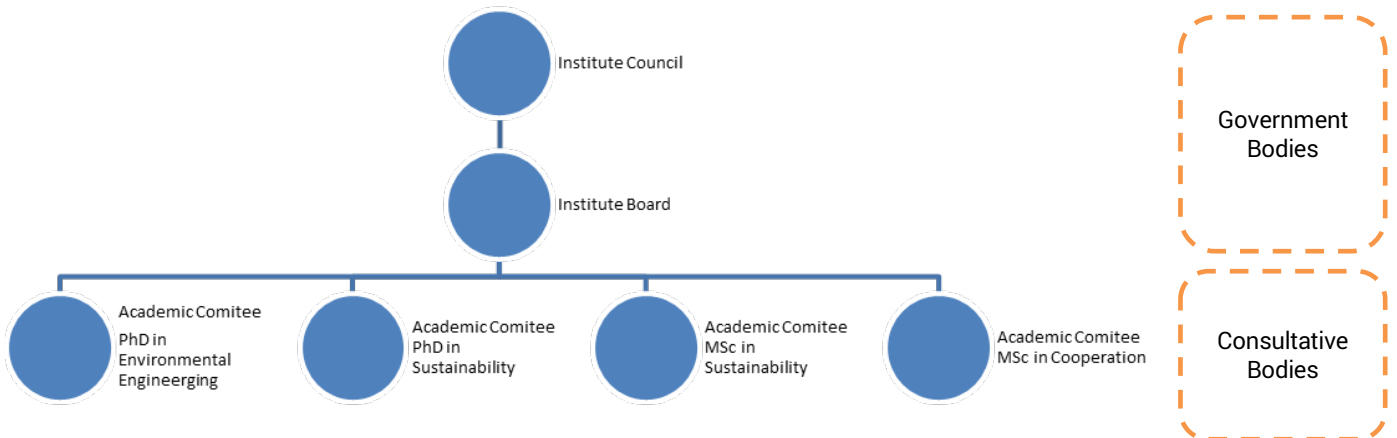 Institute Council
Government
Bodies
Institute Board
Academic Comitee
PhD in
Environmental
Engineerging
Academic Comitee
PhD in
Sustainability
Academic Comitee
MSc in
Sustainability
Academic Comitee
MSc in Cooperation
Consultative
Bodies